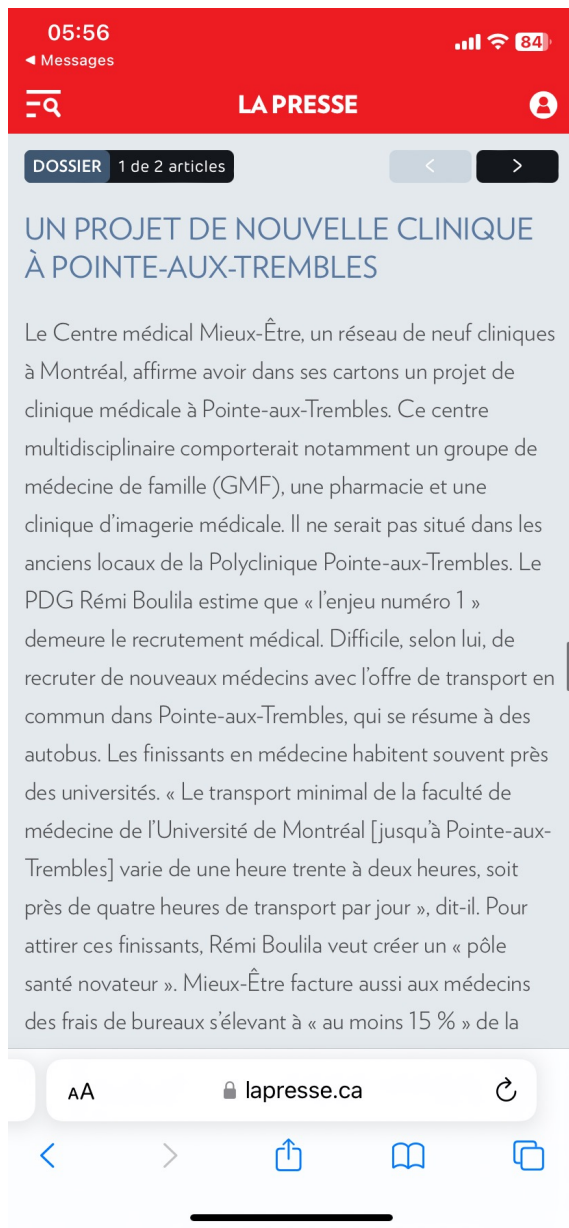 05:56
◀ Messages
84
LA PRESSE
DOSSIER 1 de 2 articles
UN PROJET DE NOUVELLE CLINIQUE
À POINTE-AUX-TREMBLES
Le Centre médical Mieux-Être, un réseau de neuf cliniques
à Montréal, affirme avoir dans ses cartons un projet de
clinique médicale à Pointe-aux-Trembles. Ce centre
multidisciplinaire comporterait notamment un groupe de
médecine de famille (GMF), une pharmacie et une
clinique d’imagerie médicale. Il ne serait pas situé dans les
anciens locaux de la Polyclinique Pointe-aux-Trembles. Le
PDG Rémi Boulila estime que « l’enjeu numéro 1 »
demeure le recrutement médical. Difficile, selon lui, de
recruter de nouveaux médecins avec l’offre de transport en
commun dans Pointe-aux-Trembles, qui se résume à des
autobus. Les finissants en médecine habitent souvent près
des universités. « Le transport minimal de la faculté de
médecine de l’Université de Montréal [jusqu’à Pointe-aux-
Trembles] varie de une heure trente à deux heures, soit
près de quatre heures de transport par jour », dit-il. Pour
attirer ces finissants, Rémi Boulila veut créer un « pôle
santé novateur ». Mieux-Être facture aussi aux médecins
des frais de bureaux s’élevant à « au moins 15 % » de la
AA lapresse.ca